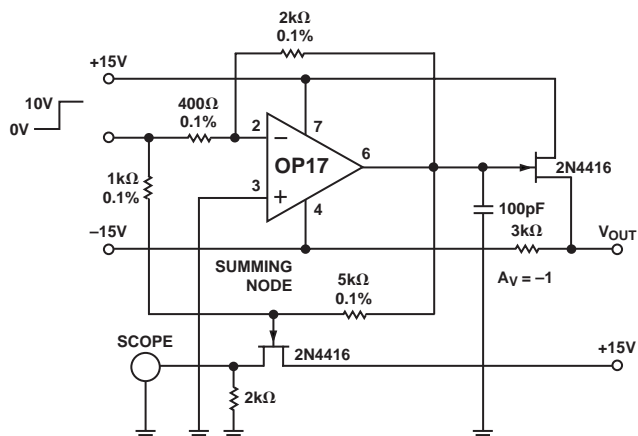 2kΩ
0.1%
+15V
10V
0V
400Ω
0.1%
2
–
7
OP17
6
2N4416
1kΩ
0.1%
3
+
4
100pF
3kΩ
–15V
VOUT
SUMMING
NODE
5kΩ
0.1%
AV = –1
SCOPE
2N4416
+15V
2kΩ